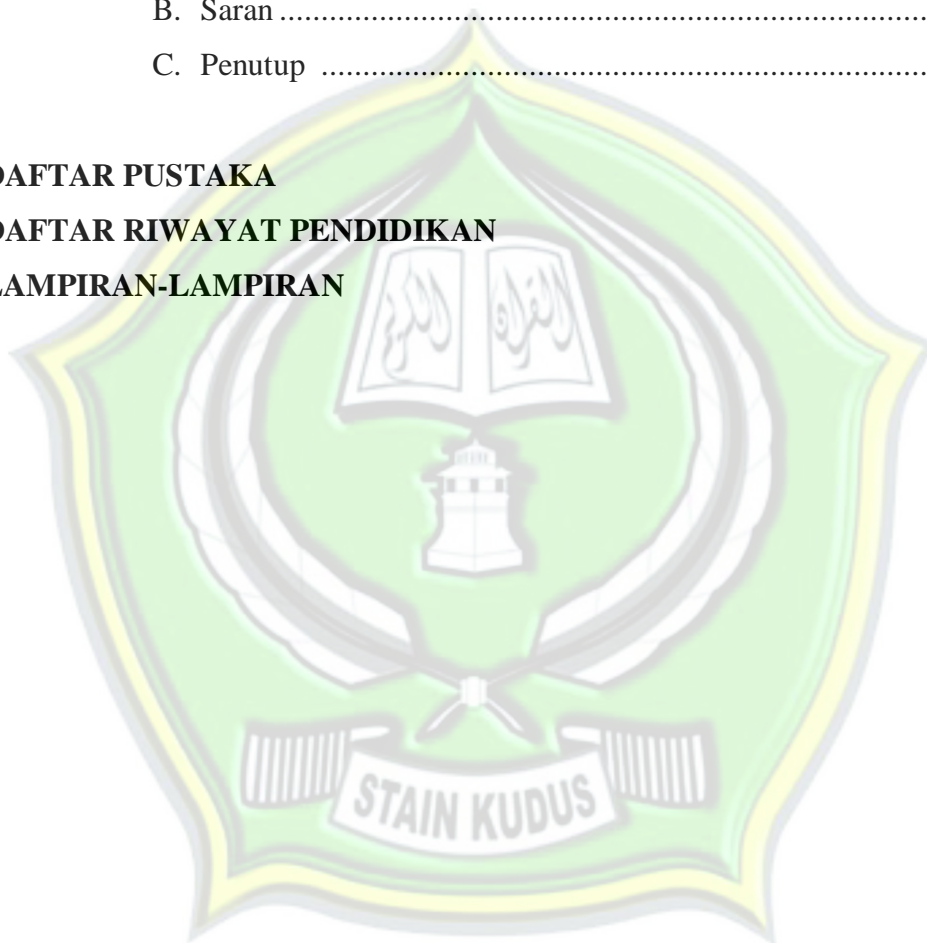 B. Saran ........................................................................
C. Penutup ...................................................................
DAFTAR PUSTAKA
DAFTAR RIWAYAT PENDIDIKAN
LAMPIRAN-LAMPIRAN
STAIN KUDUS